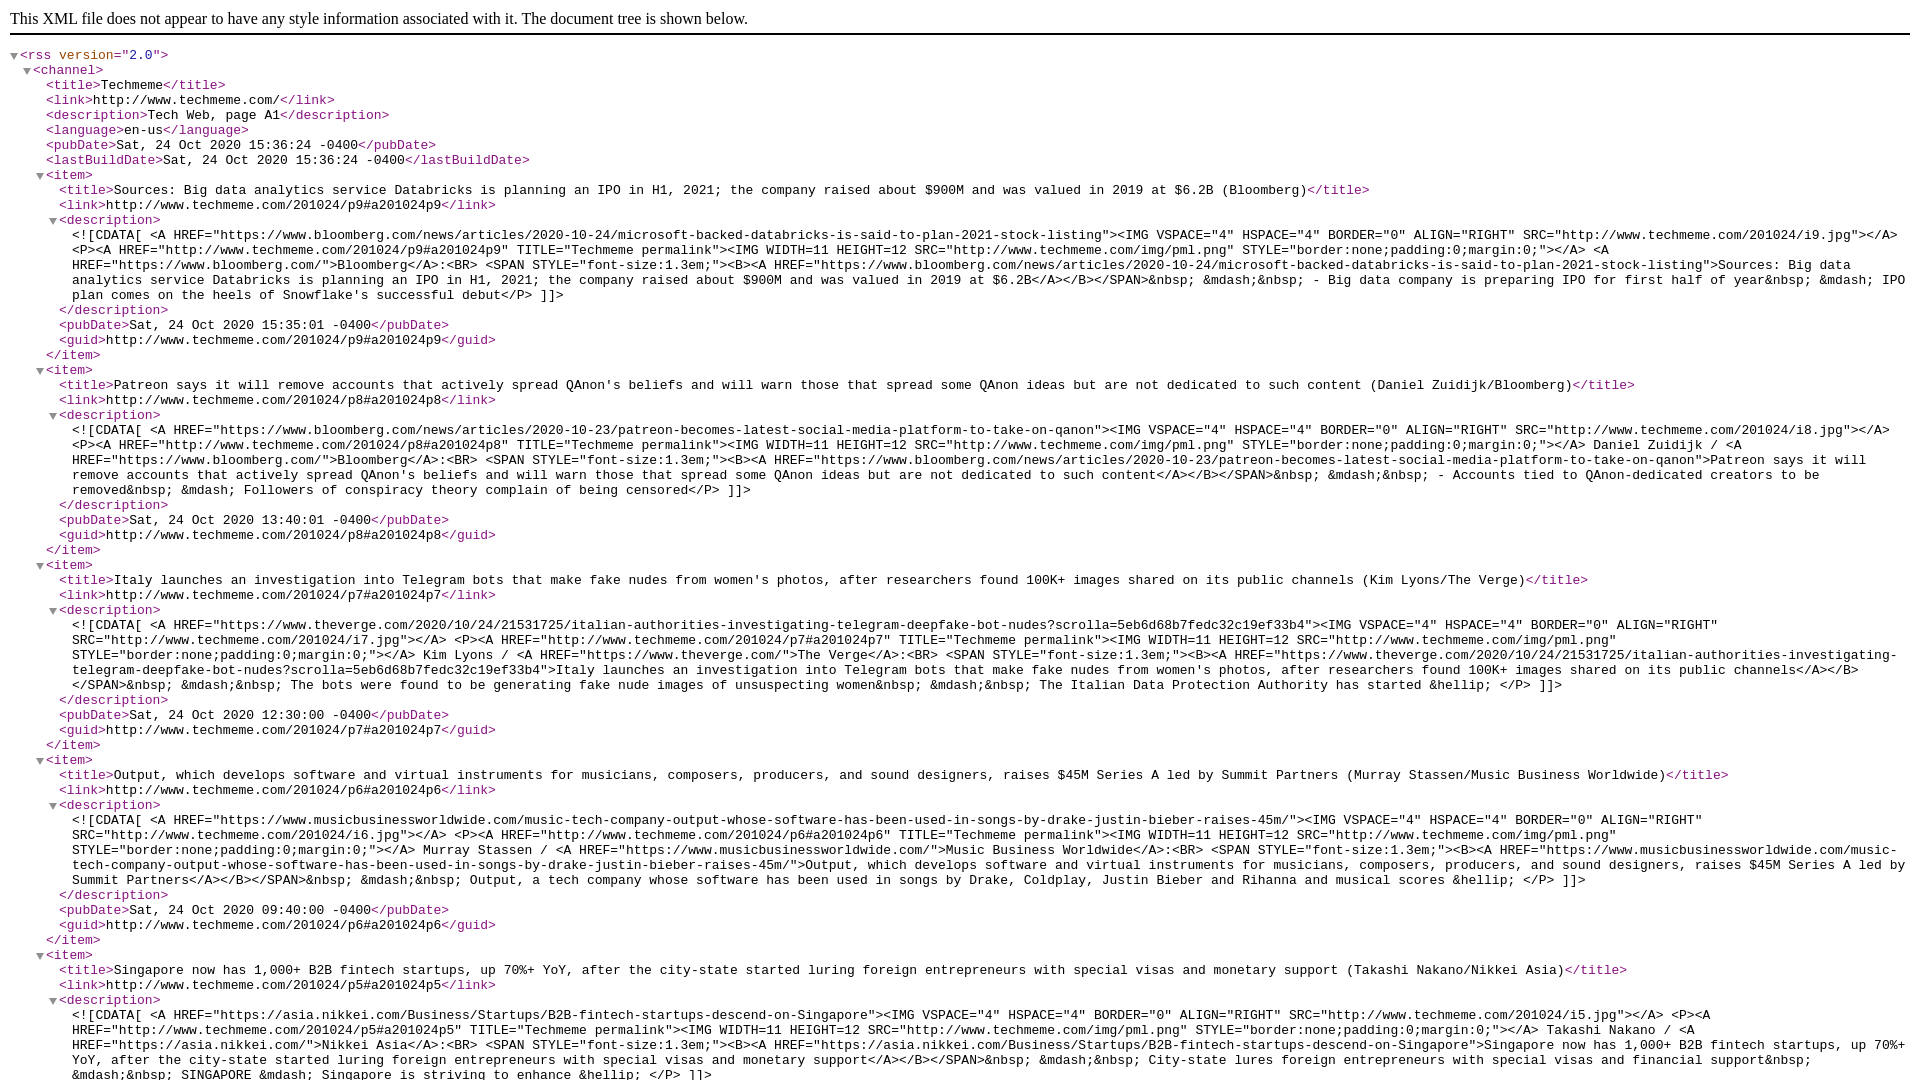 This XML file does not appear to have any style information associated with it. The document tree is shown below.
<rss version="2.0">
<channel>
<title>Techmeme</title>
<link>http://www.techmeme.com/</link>
<description>Tech Web, page A1</description>
<language>en-us</language>
<pubDate>Sat, 24 Oct 2020 15:36:24 -0400</pubDate>
<lastBuildDate>Sat, 24 Oct 2020 15:36:24 -0400</lastBuildDate>
<item>
<title>Sources: Big data analytics service Databricks is planning an IPO in H1, 2021; the company raised about $900M and was valued in 2019 at $6.2B (Bloomberg)</title>
<link>http://www.techmeme.com/201024/p9#a201024p9</link>
<description>
<![CDATA[ <A HREF="https://www.bloomberg.com/news/articles/2020-10-24/microsoft-backed-databricks-is-said-to-plan-2021-stock-listing"><IMG VSPACE="4" HSPACE="4" BORDER="0" ALIGN="RIGHT" SRC="http://www.techmeme.com/201024/i9.jpg"></A>
<P><A HREF="http://www.techmeme.com/201024/p9#a201024p9" TITLE="Techmeme permalink"><IMG WIDTH=11 HEIGHT=12 SRC="http://www.techmeme.com/img/pml.png" STYLE="border:none;padding:0;margin:0;"></A> <A
HREF="https://www.bloomberg.com/">Bloomberg</A>:<BR> <SPAN STYLE="font-size:1.3em;"><B><A HREF="https://www.bloomberg.com/news/articles/2020-10-24/microsoft-backed-databricks-is-said-to-plan-2021-stock-listing">Sources: Big data
analytics service Databricks is planning an IPO in H1, 2021; the company raised about $900M and was valued in 2019 at $6.2B</A></B></SPAN>&nbsp; &mdash;&nbsp; - Big data company is preparing IPO for first half of year&nbsp; &mdash; IPO
plan comes on the heels of Snowflake's successful debut</P> ]]>
</description>
<pubDate>Sat, 24 Oct 2020 15:35:01 -0400</pubDate>
<guid>http://www.techmeme.com/201024/p9#a201024p9</guid>
</item>
<item>
<title>Patreon says it will remove accounts that actively spread QAnon's beliefs and will warn those that spread some QAnon ideas but are not dedicated to such content (Daniel Zuidijk/Bloomberg)</title>
<link>http://www.techmeme.com/201024/p8#a201024p8</link>
<description>
<![CDATA[ <A HREF="https://www.bloomberg.com/news/articles/2020-10-23/patreon-becomes-latest-social-media-platform-to-take-on-qanon"><IMG VSPACE="4" HSPACE="4" BORDER="0" ALIGN="RIGHT" SRC="http://www.techmeme.com/201024/i8.jpg"></A>
<P><A HREF="http://www.techmeme.com/201024/p8#a201024p8" TITLE="Techmeme permalink"><IMG WIDTH=11 HEIGHT=12 SRC="http://www.techmeme.com/img/pml.png" STYLE="border:none;padding:0;margin:0;"></A> Daniel Zuidijk / <A
HREF="https://www.bloomberg.com/">Bloomberg</A>:<BR> <SPAN STYLE="font-size:1.3em;"><B><A HREF="https://www.bloomberg.com/news/articles/2020-10-23/patreon-becomes-latest-social-media-platform-to-take-on-qanon">Patreon says it will
remove accounts that actively spread QAnon's beliefs and will warn those that spread some QAnon ideas but are not dedicated to such content</A></B></SPAN>&nbsp; &mdash;&nbsp; - Accounts tied to QAnon-dedicated creators to be
removed&nbsp; &mdash; Followers of conspiracy theory complain of being censored</P> ]]>
</description>
<pubDate>Sat, 24 Oct 2020 13:40:01 -0400</pubDate>
<guid>http://www.techmeme.com/201024/p8#a201024p8</guid>
</item>
<item>
<title>Italy launches an investigation into Telegram bots that make fake nudes from women's photos, after researchers found 100K+ images shared on its public channels (Kim Lyons/The Verge)</title>
<link>http://www.techmeme.com/201024/p7#a201024p7</link>
<description>
<![CDATA[ <A HREF="https://www.theverge.com/2020/10/24/21531725/italian-authorities-investigating-telegram-deepfake-bot-nudes?scrolla=5eb6d68b7fedc32c19ef33b4"><IMG VSPACE="4" HSPACE="4" BORDER="0" ALIGN="RIGHT"
SRC="http://www.techmeme.com/201024/i7.jpg"></A> <P><A HREF="http://www.techmeme.com/201024/p7#a201024p7" TITLE="Techmeme permalink"><IMG WIDTH=11 HEIGHT=12 SRC="http://www.techmeme.com/img/pml.png"
STYLE="border:none;padding:0;margin:0;"></A> Kim Lyons / <A HREF="https://www.theverge.com/">The Verge</A>:<BR> <SPAN STYLE="font-size:1.3em;"><B><A HREF="https://www.theverge.com/2020/10/24/21531725/italian-authorities-investigating-
telegram-deepfake-bot-nudes?scrolla=5eb6d68b7fedc32c19ef33b4">Italy launches an investigation into Telegram bots that make fake nudes from women's photos, after researchers found 100K+ images shared on its public channels</A></B>
</SPAN>&nbsp; &mdash;&nbsp; The bots were found to be generating fake nude images of unsuspecting women&nbsp; &mdash;&nbsp; The Italian Data Protection Authority has started &hellip; </P> ]]>
</description>
<pubDate>Sat, 24 Oct 2020 12:30:00 -0400</pubDate>
<guid>http://www.techmeme.com/201024/p7#a201024p7</guid>
</item>
<item>
<title>Output, which develops software and virtual instruments for musicians, composers, producers, and sound designers, raises $45M Series A led by Summit Partners (Murray Stassen/Music Business Worldwide)</title>
<link>http://www.techmeme.com/201024/p6#a201024p6</link>
<description>
<![CDATA[ <A HREF="https://www.musicbusinessworldwide.com/music-tech-company-output-whose-software-has-been-used-in-songs-by-drake-justin-bieber-raises-45m/"><IMG VSPACE="4" HSPACE="4" BORDER="0" ALIGN="RIGHT"
SRC="http://www.techmeme.com/201024/i6.jpg"></A> <P><A HREF="http://www.techmeme.com/201024/p6#a201024p6" TITLE="Techmeme permalink"><IMG WIDTH=11 HEIGHT=12 SRC="http://www.techmeme.com/img/pml.png"
STYLE="border:none;padding:0;margin:0;"></A> Murray Stassen / <A HREF="https://www.musicbusinessworldwide.com/">Music Business Worldwide</A>:<BR> <SPAN STYLE="font-size:1.3em;"><B><A HREF="https://www.musicbusinessworldwide.com/music-
tech-company-output-whose-software-has-been-used-in-songs-by-drake-justin-bieber-raises-45m/">Output, which develops software and virtual instruments for musicians, composers, producers, and sound designers, raises $45M Series A led by
Summit Partners</A></B></SPAN>&nbsp; &mdash;&nbsp; Output, a tech company whose software has been used in songs by Drake, Coldplay, Justin Bieber and Rihanna and musical scores &hellip; </P> ]]>
</description>
<pubDate>Sat, 24 Oct 2020 09:40:00 -0400</pubDate>
<guid>http://www.techmeme.com/201024/p6#a201024p6</guid>
</item>
<item>
<title>Singapore now has 1,000+ B2B fintech startups, up 70%+ YoY, after the city-state started luring foreign entrepreneurs with special visas and monetary support (Takashi Nakano/Nikkei Asia)</title>
<link>http://www.techmeme.com/201024/p5#a201024p5</link>
<description>
<![CDATA[ <A HREF="https://asia.nikkei.com/Business/Startups/B2B-fintech-startups-descend-on-Singapore"><IMG VSPACE="4" HSPACE="4" BORDER="0" ALIGN="RIGHT" SRC="http://www.techmeme.com/201024/i5.jpg"></A> <P><A
HREF="http://www.techmeme.com/201024/p5#a201024p5" TITLE="Techmeme permalink"><IMG WIDTH=11 HEIGHT=12 SRC="http://www.techmeme.com/img/pml.png" STYLE="border:none;padding:0;margin:0;"></A> Takashi Nakano / <A
HREF="https://asia.nikkei.com/">Nikkei Asia</A>:<BR> <SPAN STYLE="font-size:1.3em;"><B><A HREF="https://asia.nikkei.com/Business/Startups/B2B-fintech-startups-descend-on-Singapore">Singapore now has 1,000+ B2B fintech startups, up 70%+
YoY, after the city-state started luring foreign entrepreneurs with special visas and monetary support</A></B></SPAN>&nbsp; &mdash;&nbsp; City-state lures foreign entrepreneurs with special visas and financial support&nbsp;
&mdash;&nbsp; SINGAPORE &mdash; Singapore is striving to enhance &hellip; </P> ]]>